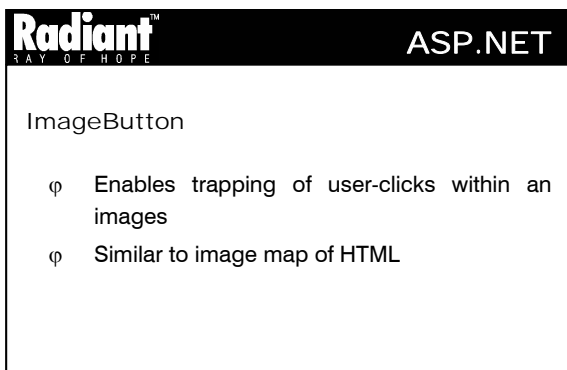 Radiant™
RAY OF HOPE
ASP.NET
ImageButton
φ Enables trapping of user-clicks within an
images
φ Similar to image map of HTML